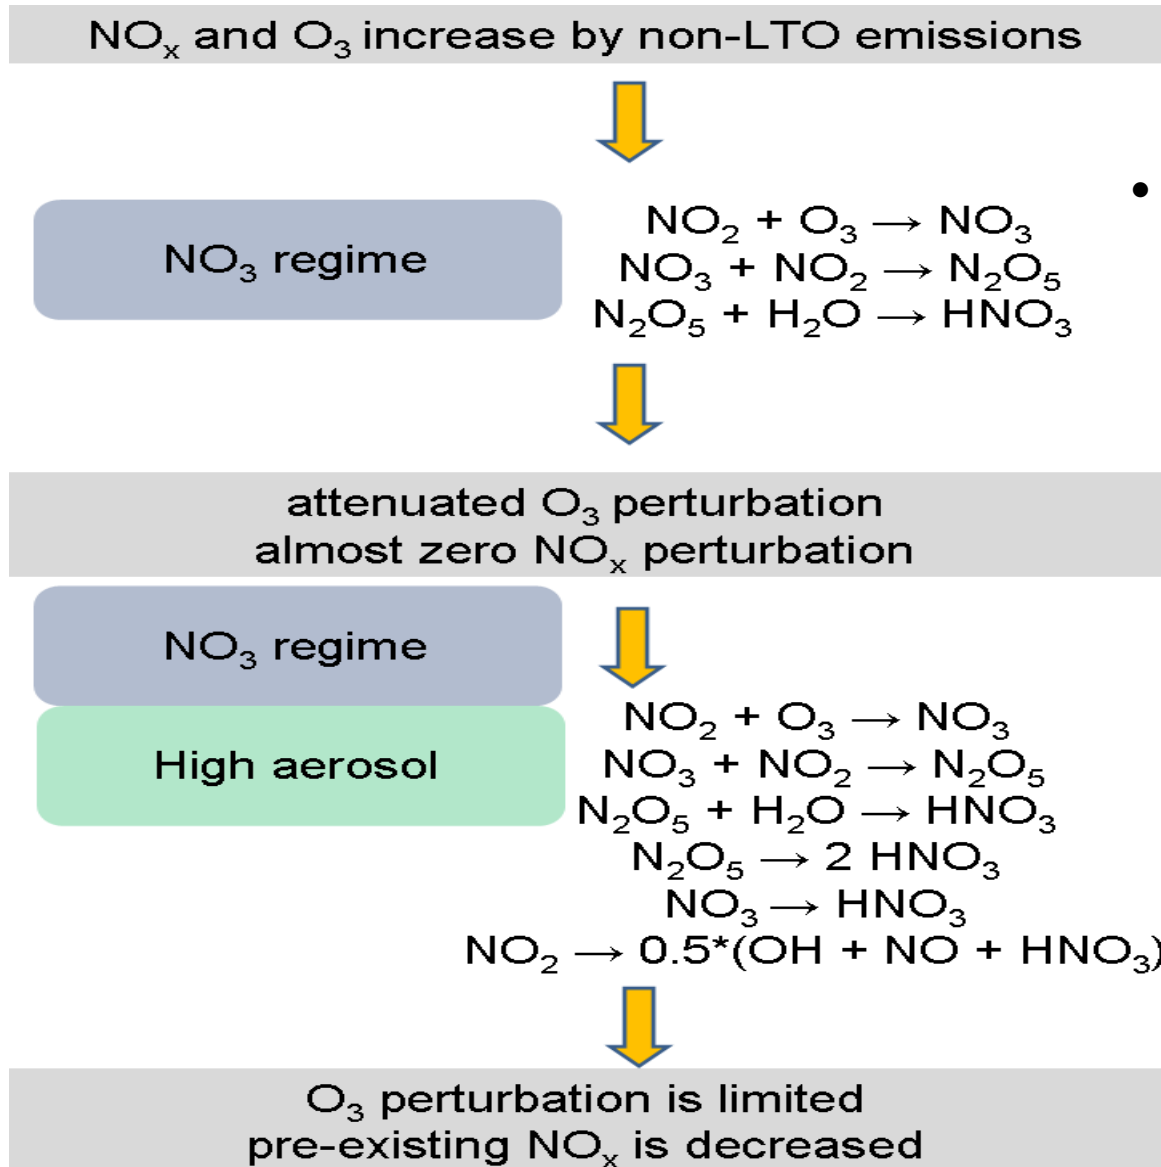 NOₓ and O₃ increase by non-LTO emissions
•
NO₃ regime
NO₂ + O₃ → NO₃
NO₃ + NO₂ → N₂O₅
N₂O₅ + H₂O → HNO₃
attenuated O₃ perturbation
almost zero NOₓ perturbation
NO₃ regime
High aerosol
NO₂ + O₃ → NO₃
NO₃ + NO₂ → N₂O₅
N₂O₅ + H₂O → HNO₃
N₂O₅ → 2 HNO₃
NO₃ → HNO₃
NO₂ → 0.5*(OH + NO + HNO₃)
O₃ perturbation is limited
pre-existing NOₓ is decreased